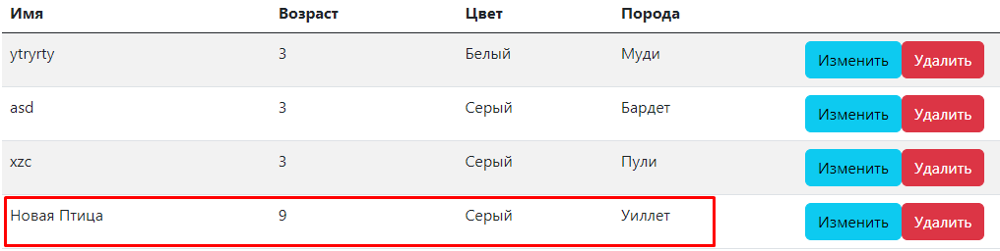 Имя Возраст Цвет Порода
ytryrty 3 Белый Муди Изменить Удалить
asd 3 Серый Бардет Изменить Удалить
xzc 3 Серый Пули Изменить Удалить
Новая Птица 9 Серый Уиллет Изменить Удалить